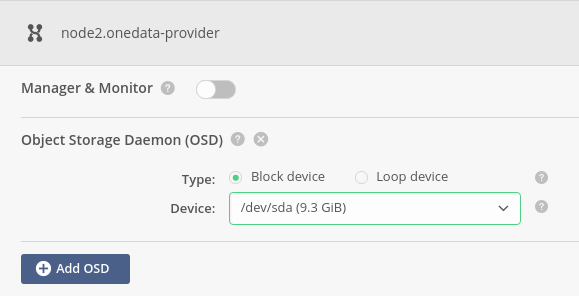 node2.onedata-provider
Manager & Monitor ?
Object Storage Daemon (OSD) ?
Type: Block device Loop device ?
Device: /dev/sda (9.3 GiB) ?
Add OSD